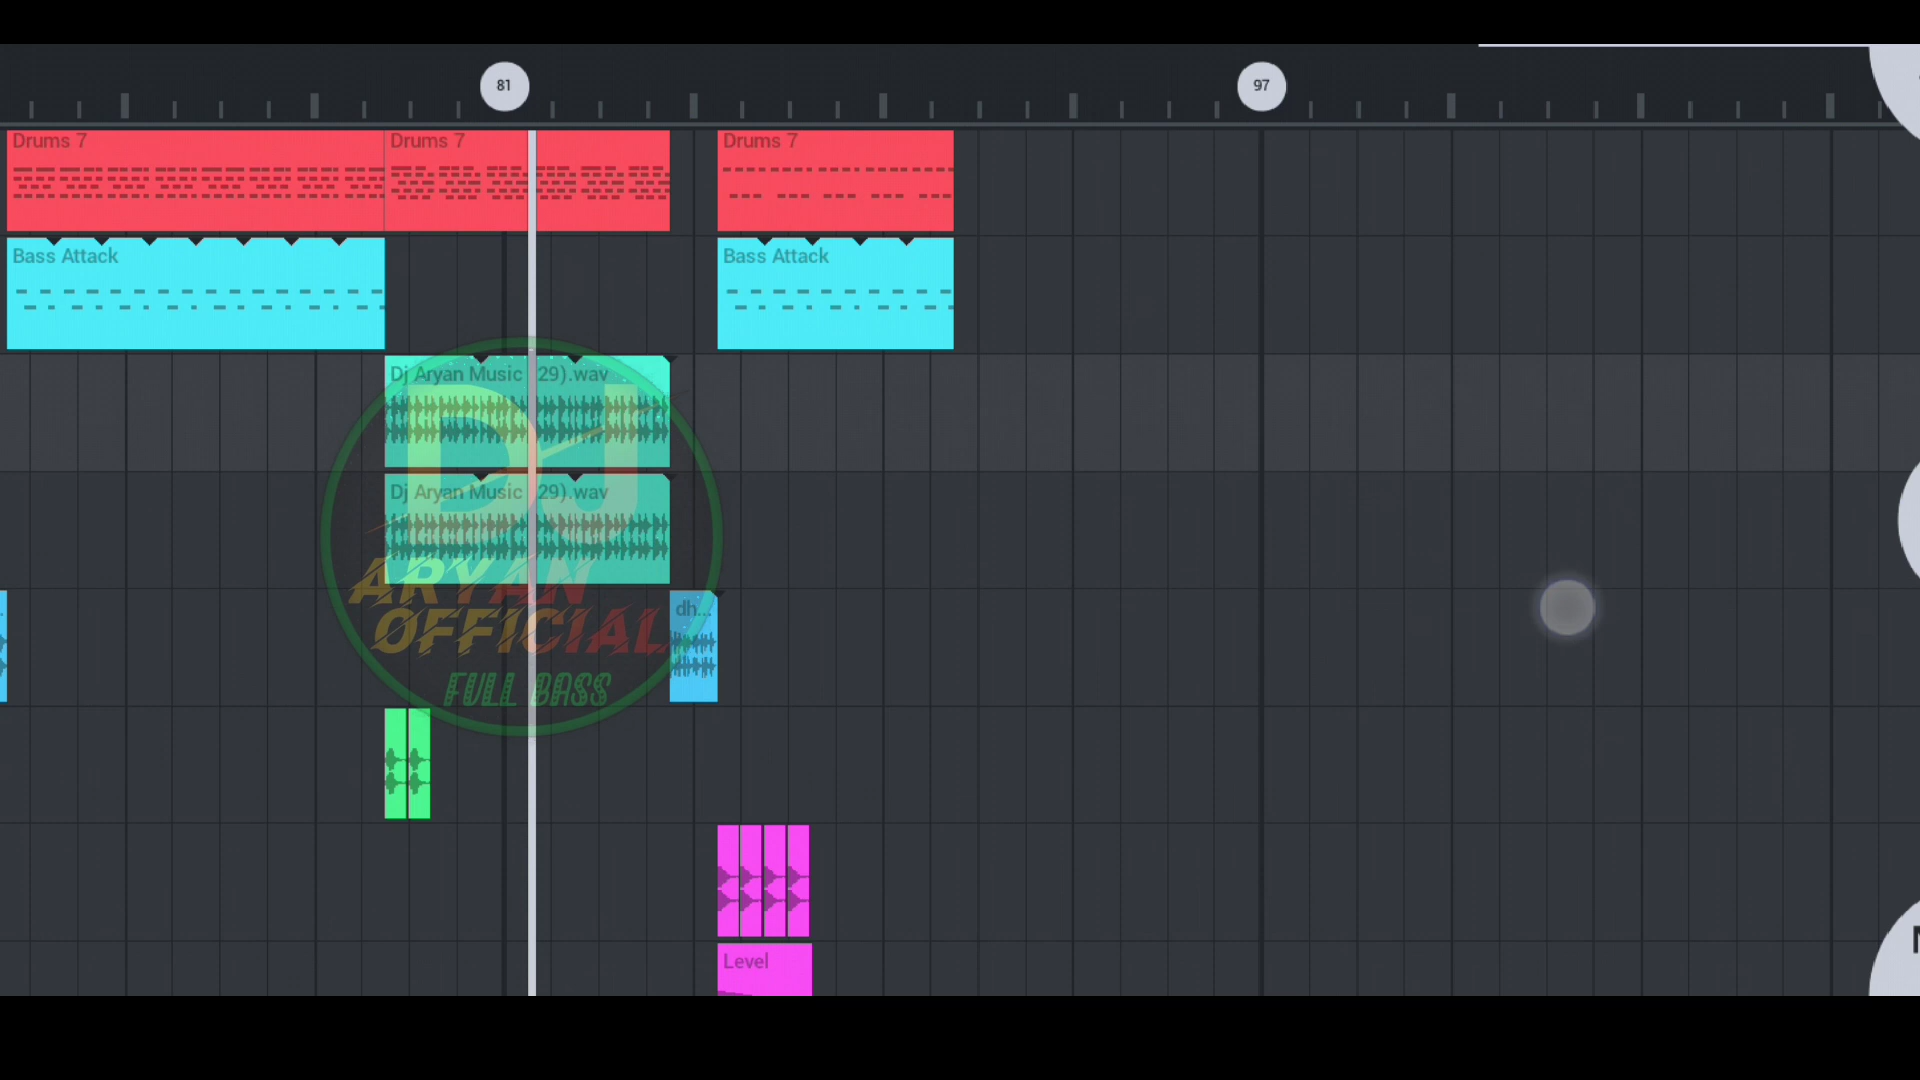 81 97
Drums 7 Drums 7 Drums 7
Bass Attack Bass Attack
Dj Aryan Music 29).wav
Dj Aryan Music 29).wav
dh...
DJ
ARYAN
OFFICIAL
FULL BASS
Level